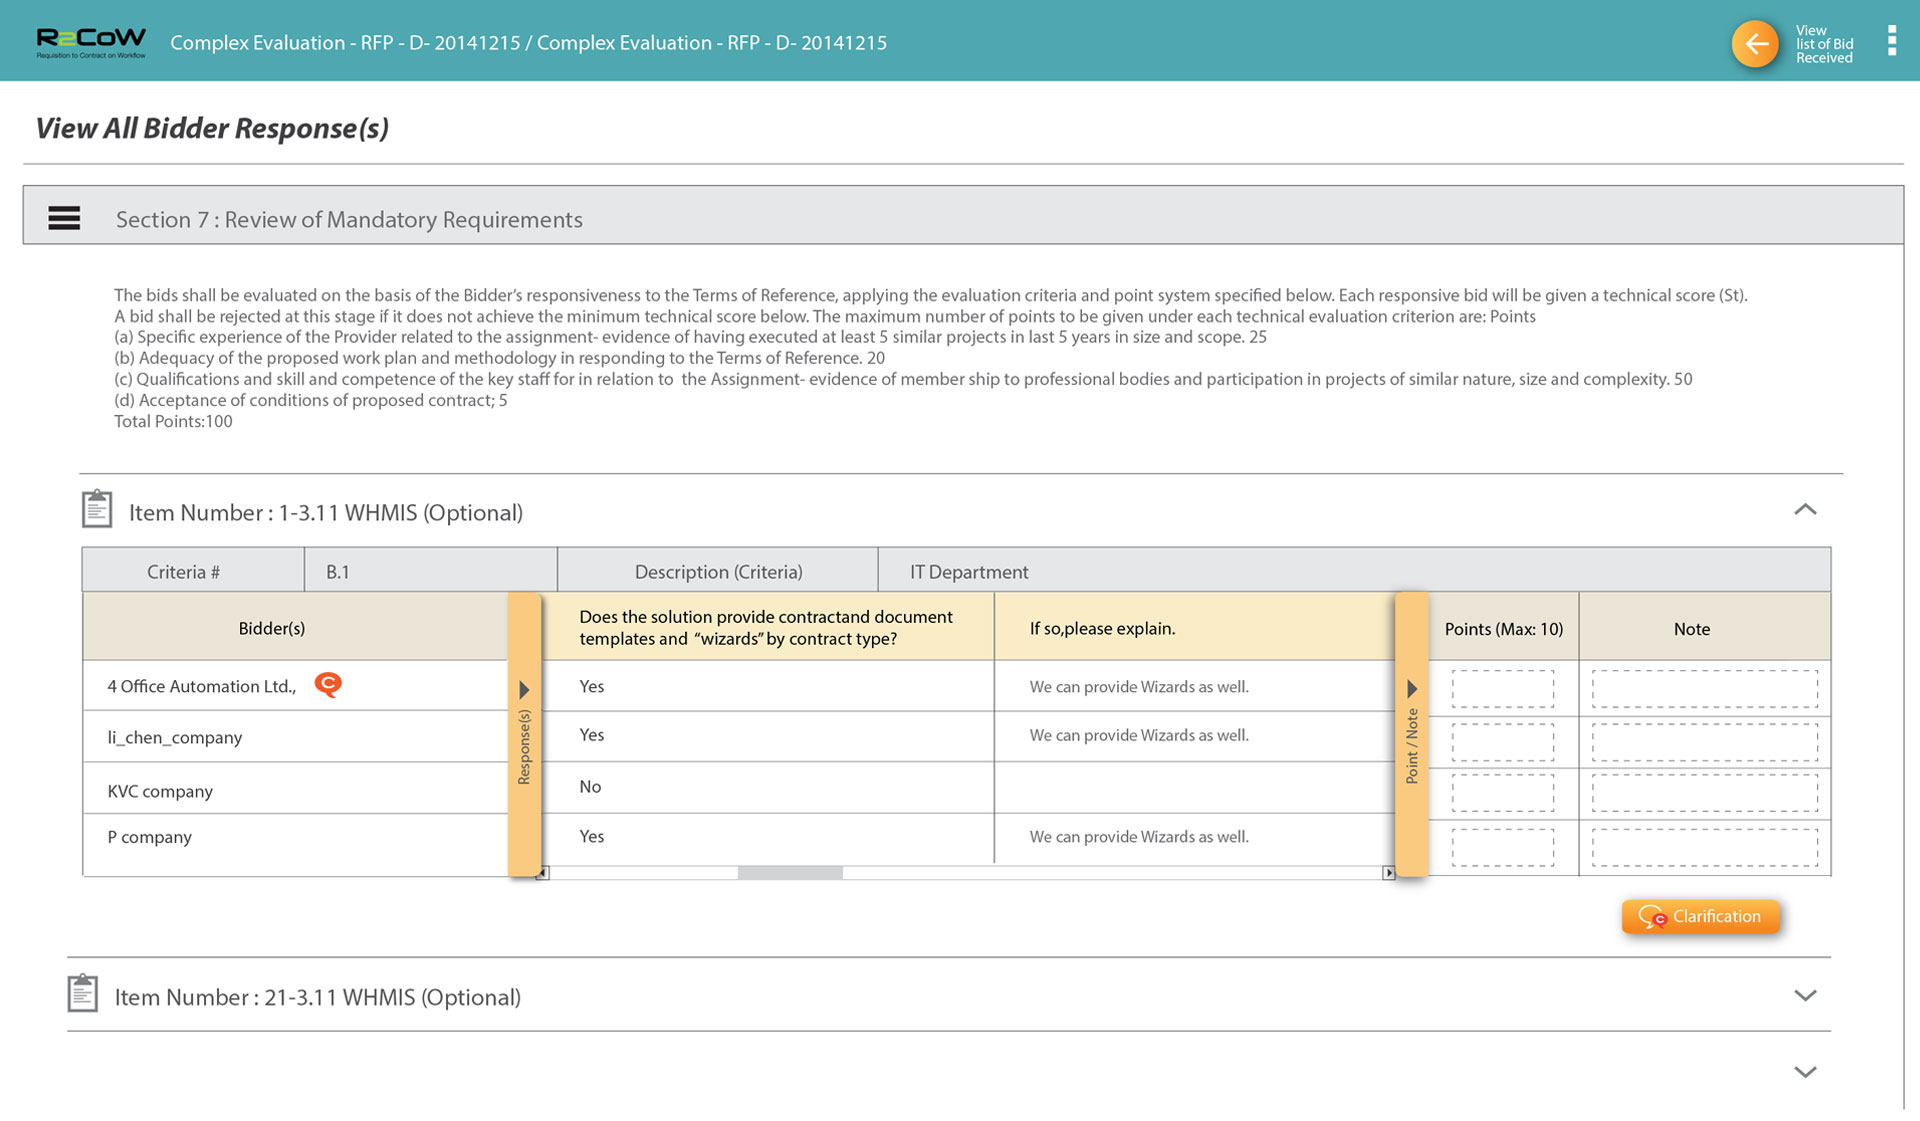 R2CoW
Requisition to Contract on Workflow
Complex Evaluation - RFP - D- 20141215 / Complex Evaluation - RFP - D- 20141215
View
list of Bid
Received
View All Bidder Response(s)
Section 7 : Review of Mandatory Requirements
The bids shall be evaluated on the basis of the Bidder’s responsiveness to the Terms of Reference, applying the evaluation criteria and point system specified below. Each responsive bid will be given a technical score (St).
A bid shall be rejected at this stage if it does not achieve the minimum technical score below. The maximum number of points to be given under each technical evaluation criterion are: Points
(a) Specific experience of the Provider related to the assignment- evidence of having executed at least 5 similar projects in last 5 years in size and scope. 25
(b) Adequacy of the proposed work plan and methodology in responding to the Terms of Reference. 20
(c) Qualifications and skill and competence of the key staff for in relation to the Assignment- evidence of member ship to professional bodies and participation in projects of similar nature, size and complexity. 50
(d) Acceptance of conditions of proposed contract; 5
Total Points:100
Item Number : 1-3.11 WHMIS (Optional)
Criteria # B.1 Description (Criteria) IT Department
Bidder(s)
Does the solution provide contractand document
templates and “wizards” by contract type?
If so,please explain.
Points (Max: 10)
Note
4 Office Automation Ltd., C Yes We can provide Wizards as well.
li_chen_company Yes We can provide Wizards as well.
KVC company No
P company Yes We can provide Wizards as well.
Response(s)
Point / Note
C Clarification
Item Number : 21-3.11 WHMIS (Optional)